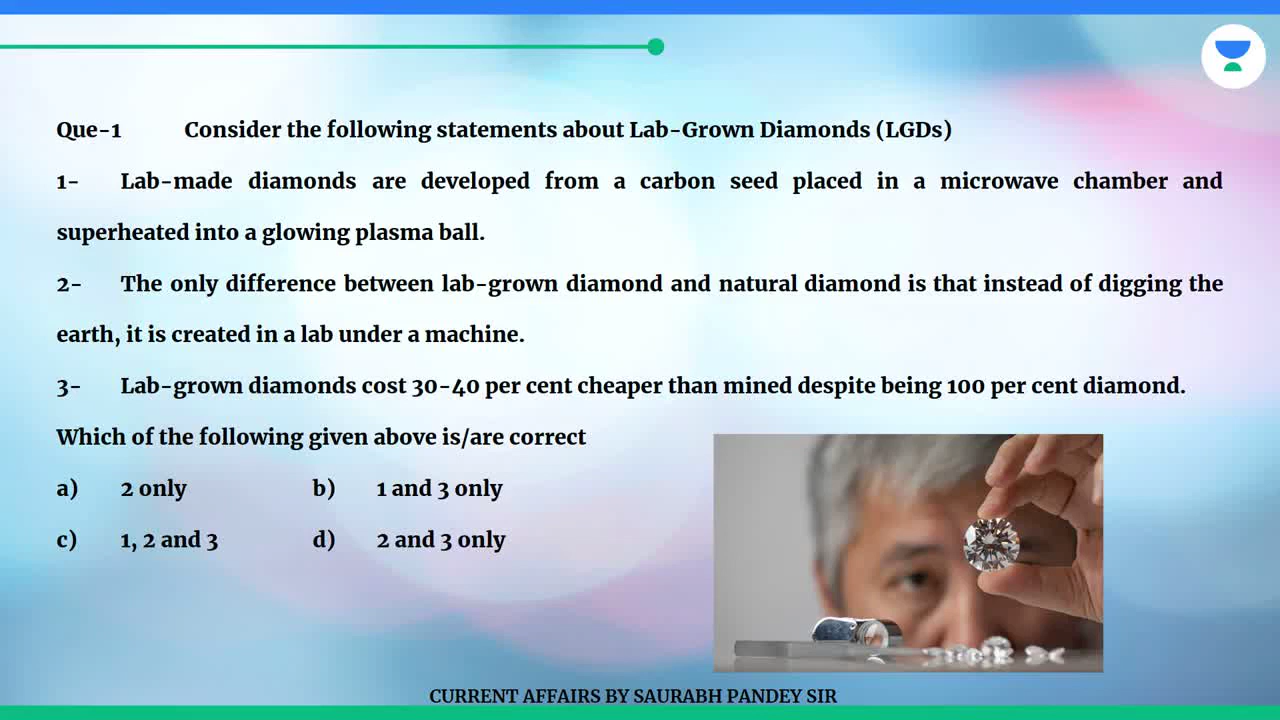 Que-1 Consider the following statements about Lab-Grown Diamonds (LGDs)
1- Lab-made diamonds are developed from a carbon seed placed in a microwave chamber and
superheated into a glowing plasma ball.
2- The only difference between lab-grown diamond and natural diamond is that instead of digging the
earth, it is created in a lab under a machine.
3- Lab-grown diamonds cost 30-40 per cent cheaper than mined despite being 100 per cent diamond.
Which of the following given above is/are correct
a) 2 only b) 1 and 3 only
c) 1, 2 and 3 d) 2 and 3 only
CURRENT AFFAIRS BY SAURABH PANDEY SIR